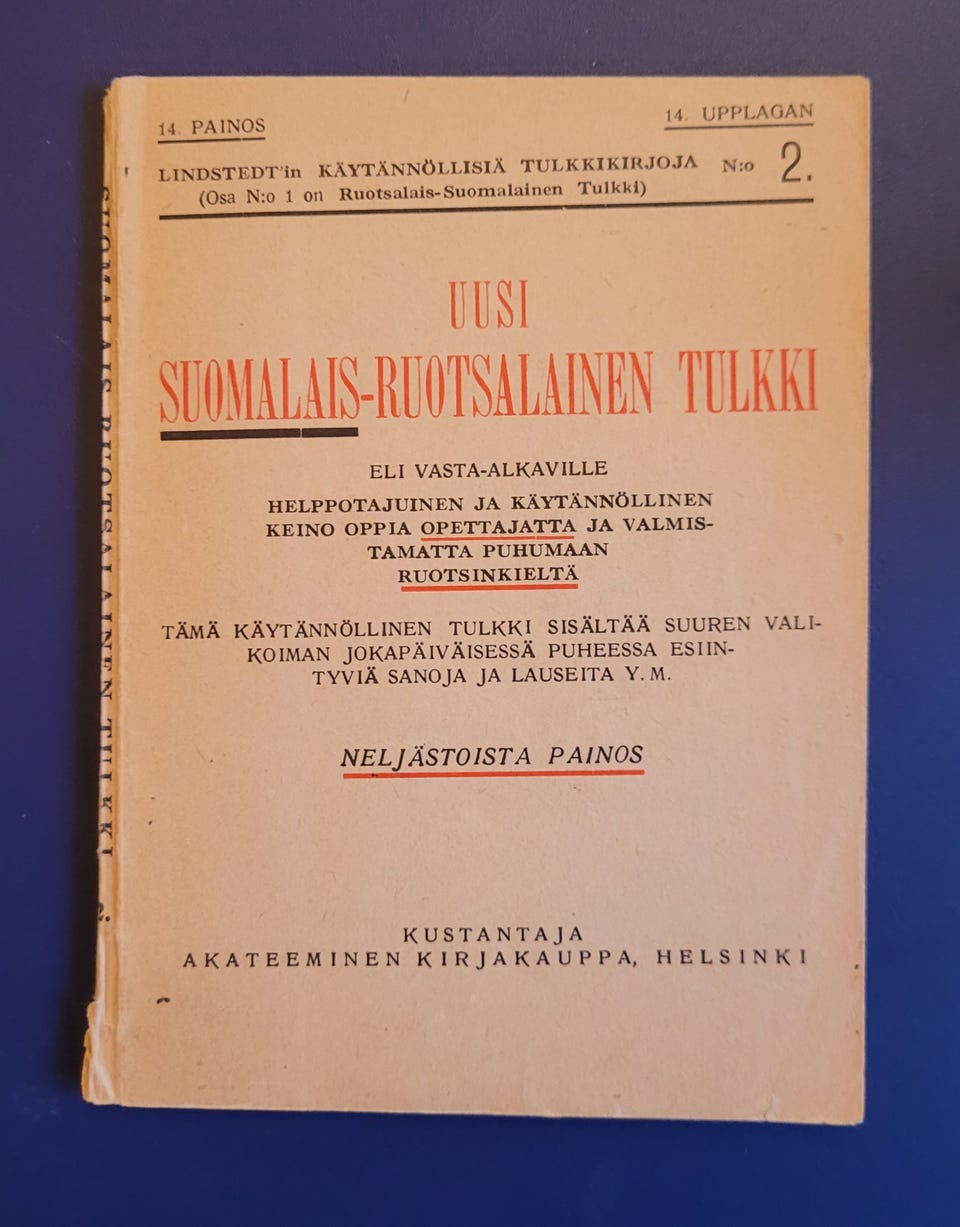 14. PAINOS
14. UPPLAGAN
LINDSTEDT'in KÄYTÄNNÖLLISIÄ TULKKIKIRJOJA N:o 2.
(Osa N:o 1 on Ruotsalais-Suomalainen Tulkki)
UUSI
SUOMALAIS-RUOTSALAINEN TULKKI
ELI VASTA-ALKAVILLE
HELPPOTAJUINEN JA KÄYTÄNNÖLLINEN
KEINO OPPIA OPETTAJATTA JA VALMIS-
TAMATTA PUHUMAAN
RUOTSINKIELTÄ
TÄMÄ KÄYTÄNNÖLLINEN TULKKI SISÄLTÄÄ SUUREN VALI-
KOIMAN JOKAPÄIVÄISESSÄ PUHEESSA ESIIN-
TYVIÄ SANOJA JA LAUSEITA Y. M.
NELJÄSTOISTA PAINOS
KUSTANTAJA
AKATEEMINEN KIRJAKAUPPA, HELSINKI
SUOMALAIS-RUOTSALAINEN TULKKI